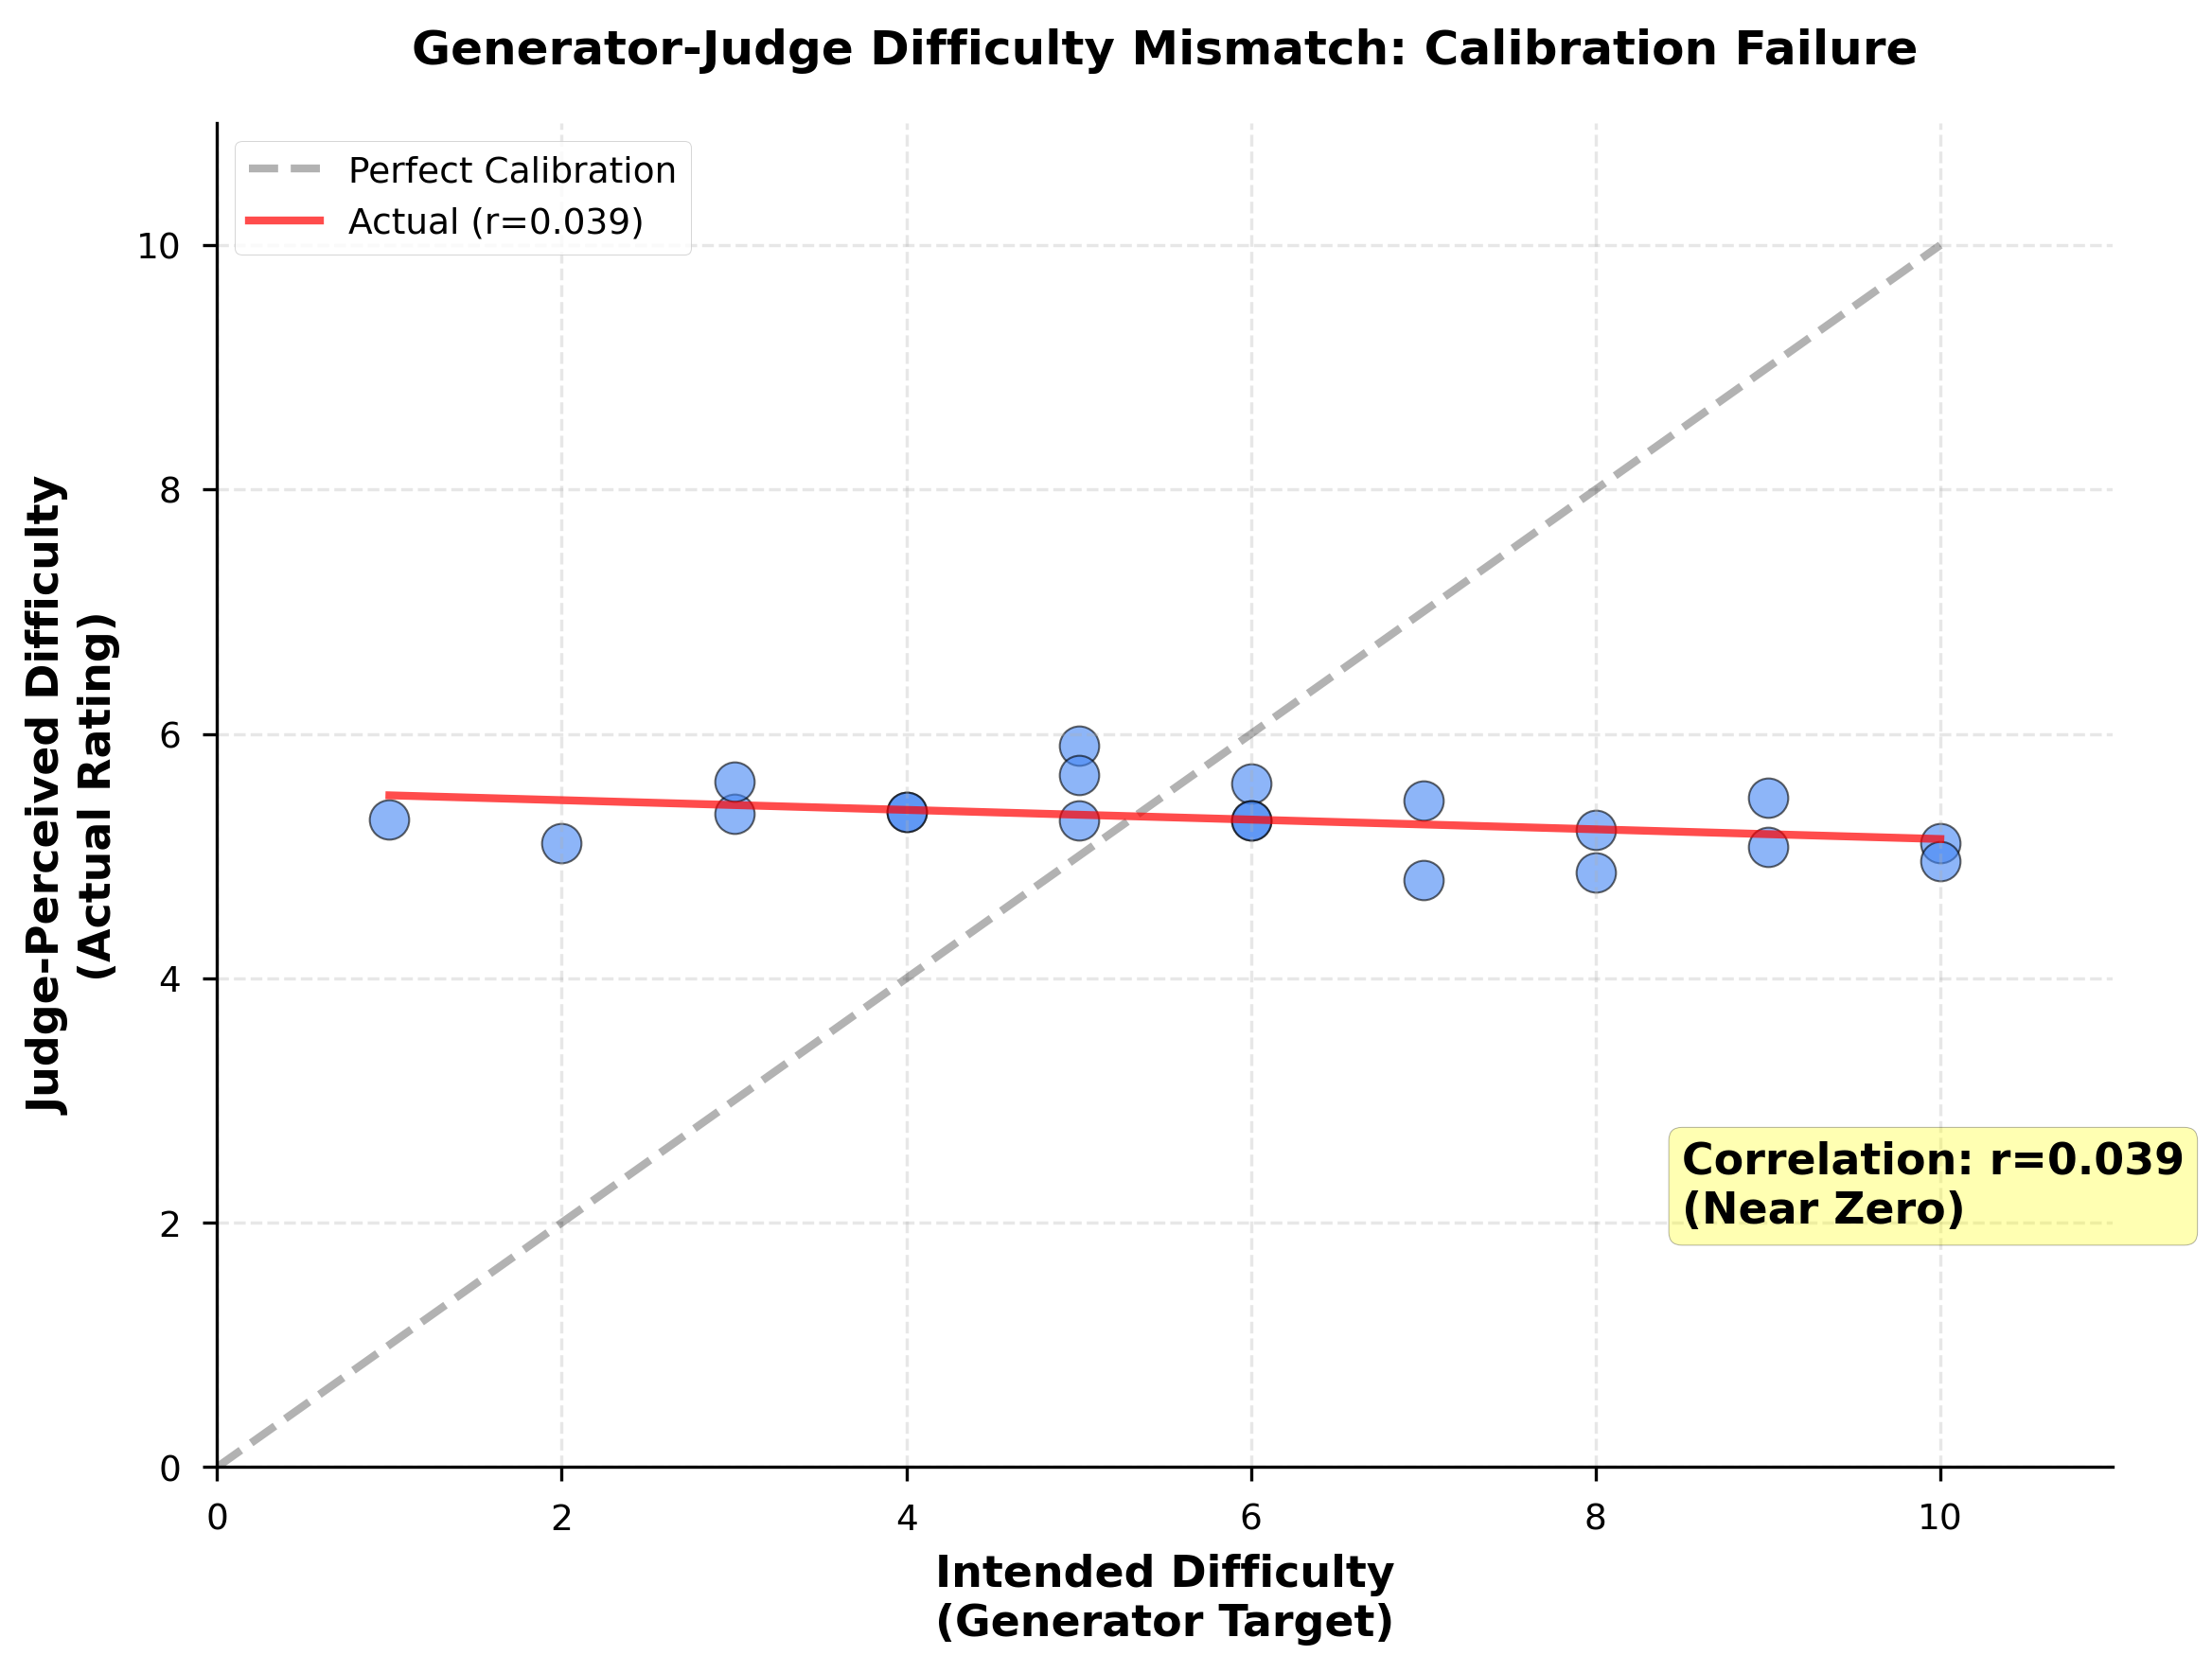 Generator-Judge Difficulty Mismatch: Calibration Failure
Perfect Calibration
Actual (r=0.039)
Judge-Perceived Difficulty
(Actual Rating)
10
8
6
4
2
0
Correlation: r=0.039
(Near Zero)
0 2 4 6 8 10
Intended Difficulty
(Generator Target)